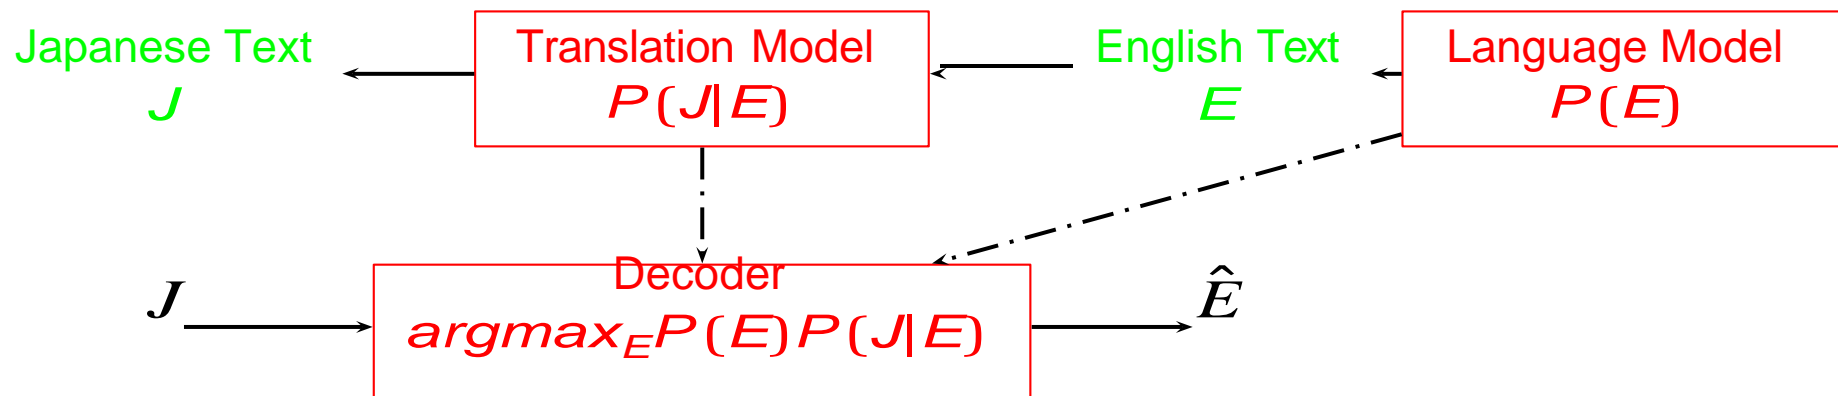 Japanese Text
J
Translation Model
P(J|E)
English Text
E
Language Model
P(E)
J
Decoder
argmax_E P(E)P(J|E)
Ê